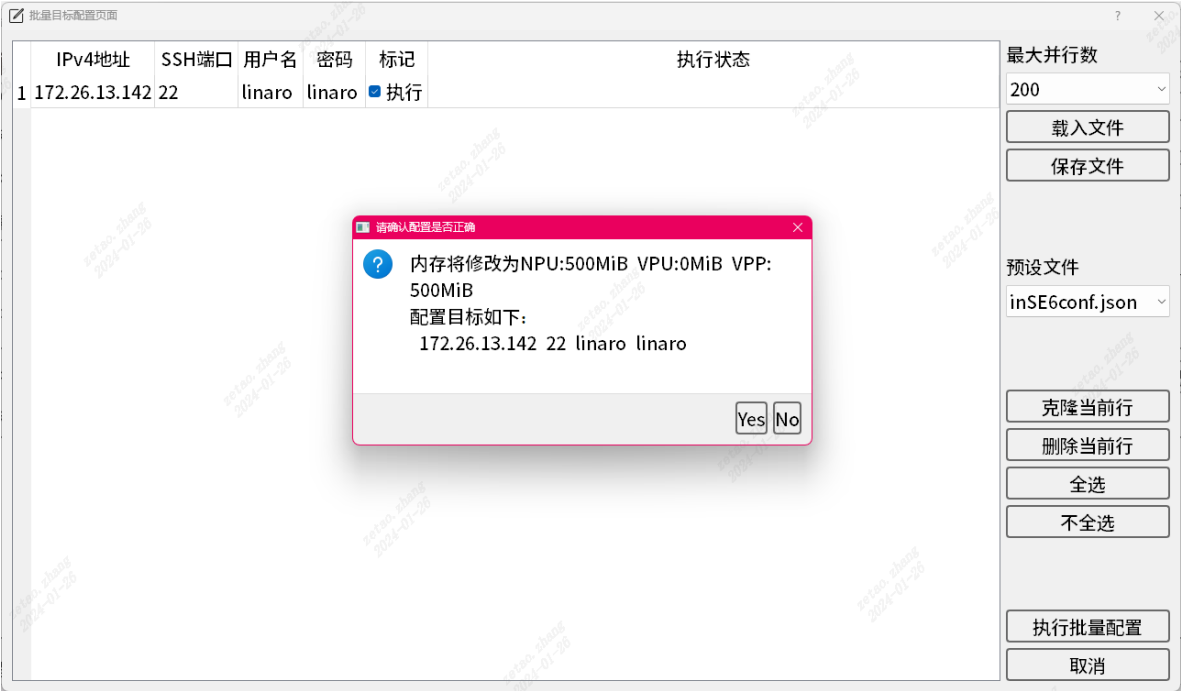 批量目标配置页面
?
IPv4地址 SSH端口 用户名 密码 标记 执行状态
1 172.26.13.142 22 linaro linaro 执行
最大并行数
200
载入文件
保存文件
预设文件
inSE6conf.json
克隆当前行
删除当前行
全选
不全选
执行批量配置
取消
请确认配置是否正确
内存将修改为NPU:500MiB VPU:0MiB VPP:
500MiB
配置目标如下:
172.26.13.142 22 linaro linaro
Yes No
zetao.zhang
2024-01-26